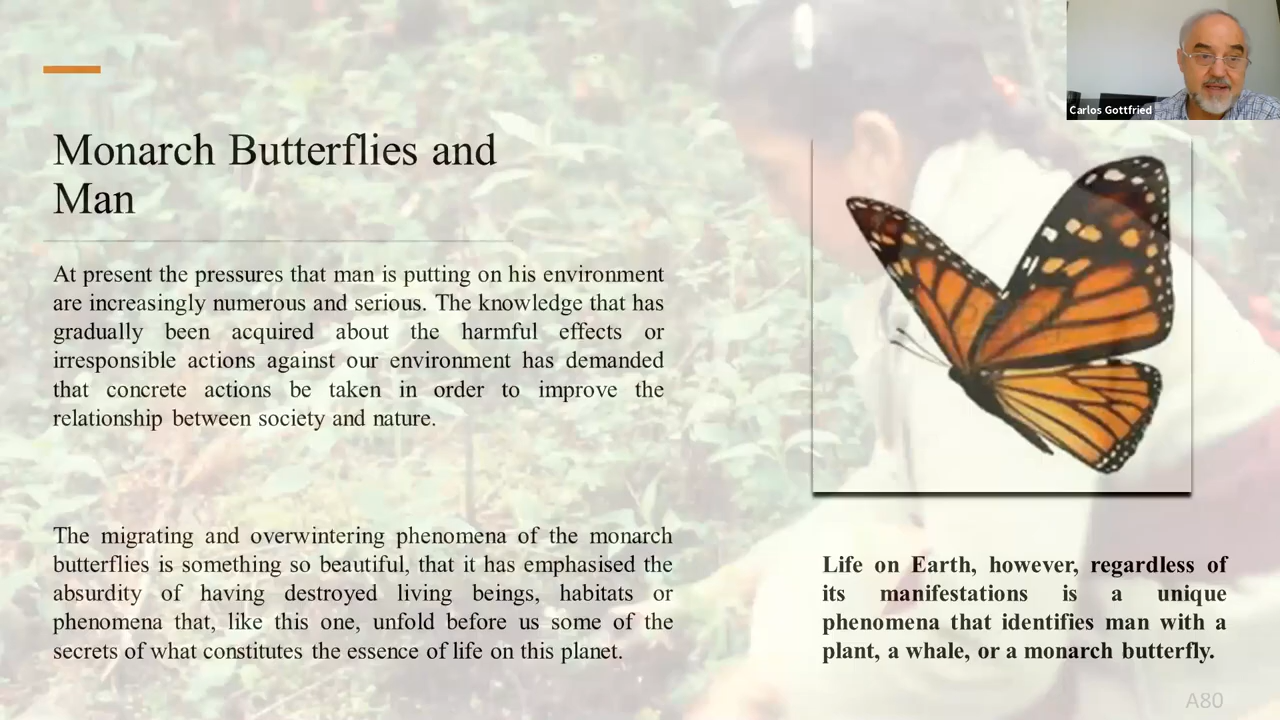 Carlos Gottfried
Monarch Butterflies and
Man
At present the pressures that man is putting on his environment
are increasingly numerous and serious. The knowledge that has
gradually been acquired about the harmful effects or
irresponsible actions against our environment has demanded
that concrete actions be taken in order to improve the
relationship between society and nature.
The migrating and overwintering phenomena of the monarch
butterflies is something so beautiful, that it has emphasised the
absurdity of having destroyed living beings, habitats or
phenomena that, like this one, unfold before us some of the
secrets of what constitutes the essence of life on this planet.
Life on Earth, however, regardless of
its manifestations is a unique
phenomena that identifies man with a
plant, a whale, or a monarch butterfly.
A80